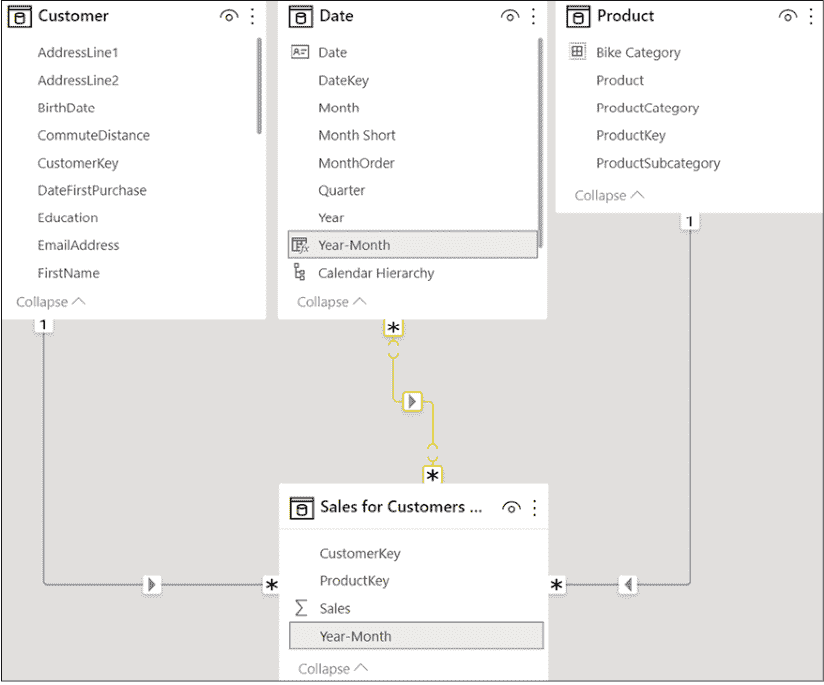 Customer
AddressLine1
AddressLine2
BirthDate
CommuteDistance
CustomerKey
DateFirstPurchase
Education
EmailAddress
FirstName
Collapse
Date
Date
DateKey
Month
Month Short
MonthOrder
Quarter
Year
Year-Month
Calendar Hierarchy
Collapse
Product
Bike Category
Product
ProductCategory
ProductKey
ProductSubcategory
Collapse
1
*
1
*
*
*
Sales for Customers ...
CustomerKey
ProductKey
Σ Sales
Year-Month
Collapse